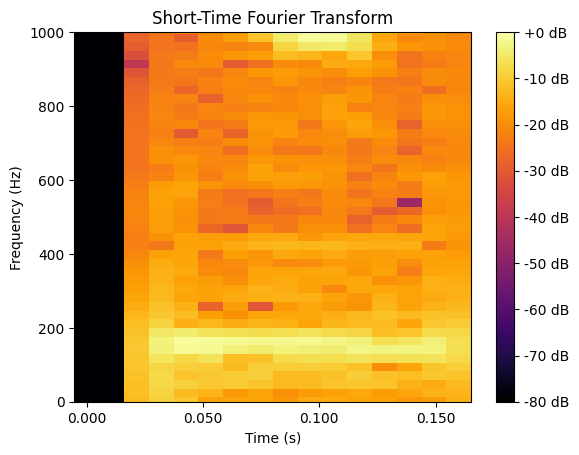 Short-Time Fourier Transform
1000
800
600
400
200
0
Frequency (Hz)
0.000
0.050
0.100
0.150
Time (s)
+0 dB
-10 dB
-20 dB
-30 dB
-40 dB
-50 dB
-60 dB
-70 dB
-80 dB